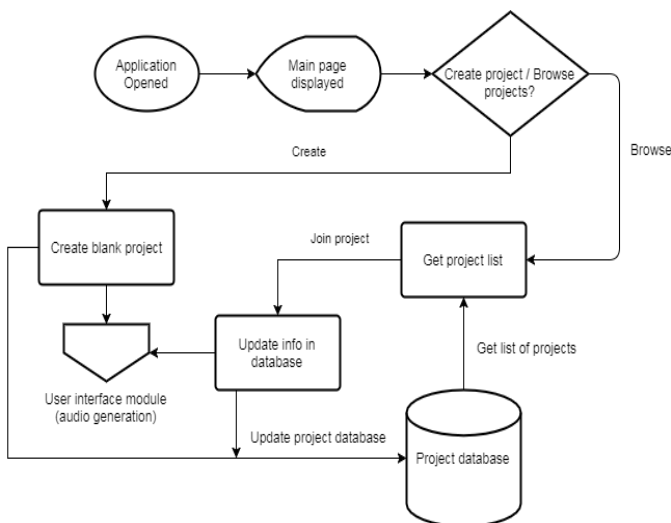 Application
Opened
Main page
displayed
Create project / Browse
projects?
Create
Browse
Create blank project
Join project
Get project list
Update info in
database
Get list of projects
User interface module
(audio generation)
Update project database
Project database